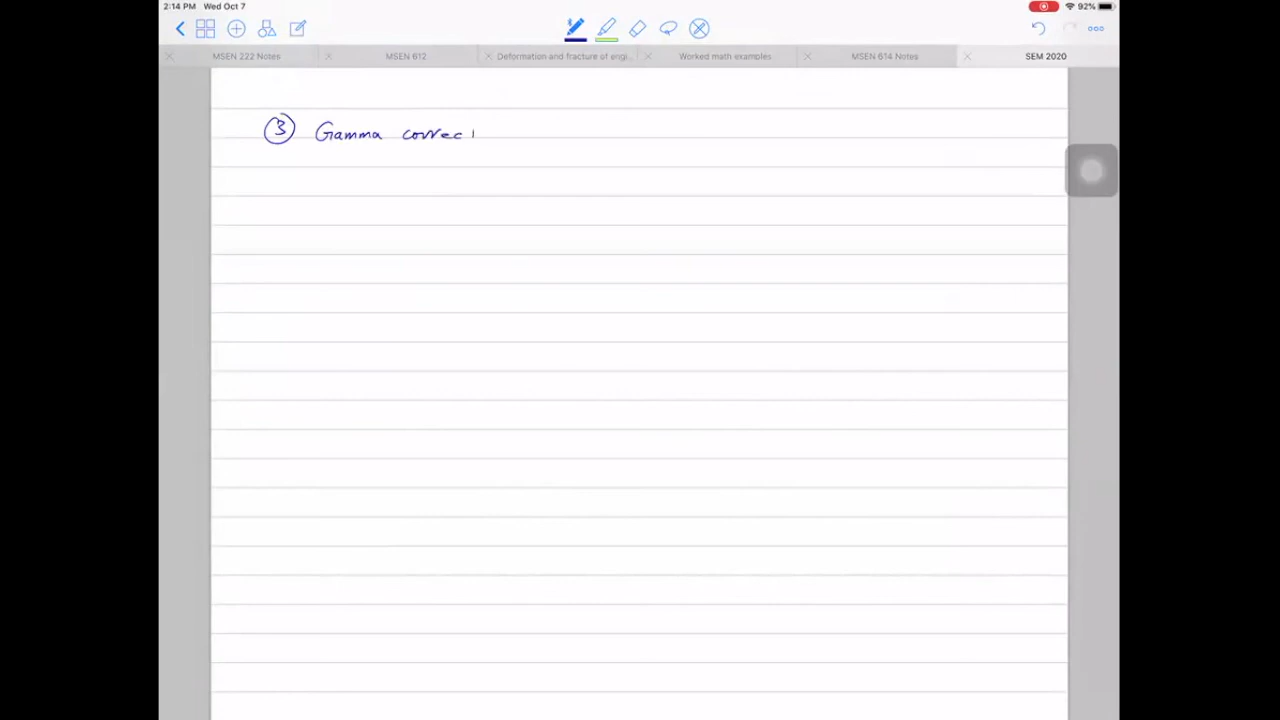 2:14 PM Wed Oct 7
92%
MSEN 222 Notes
MSEN 612
Deformation and fracture of engi...
Worked math examples
MSEN 614 Notes
SEM 2020
3 Gamma correc